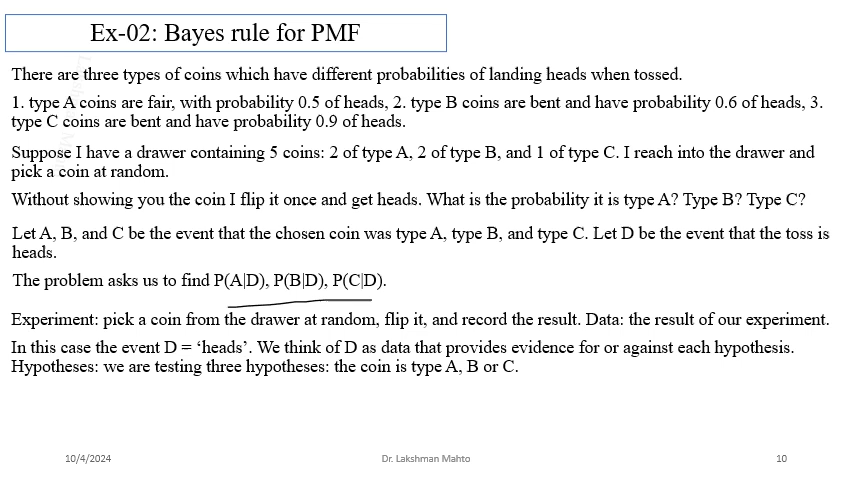 Ex-02: Bayes rule for PMF
There are three types of coins which have different probabilities of landing heads when tossed.
1. type A coins are fair, with probability 0.5 of heads, 2. type B coins are bent and have probability 0.6 of heads, 3.
type C coins are bent and have probability 0.9 of heads.
Suppose I have a drawer containing 5 coins: 2 of type A, 2 of type B, and 1 of type C. I reach into the drawer and
pick a coin at random.
Without showing you the coin I flip it once and get heads. What is the probability it is type A? Type B? Type C?
Let A, B, and C be the event that the chosen coin was type A, type B, and type C. Let D be the event that the toss is
heads.
The problem asks us to find P(A|D), P(B|D), P(C|D).
Experiment: pick a coin from the drawer at random, flip it, and record the result. Data: the result of our experiment.
In this case the event D = ‘heads’. We think of D as data that provides evidence for or against each hypothesis.
Hypotheses: we are testing three hypotheses: the coin is type A, B or C.
10/4/2024
Dr. Lakshman Mahto
10